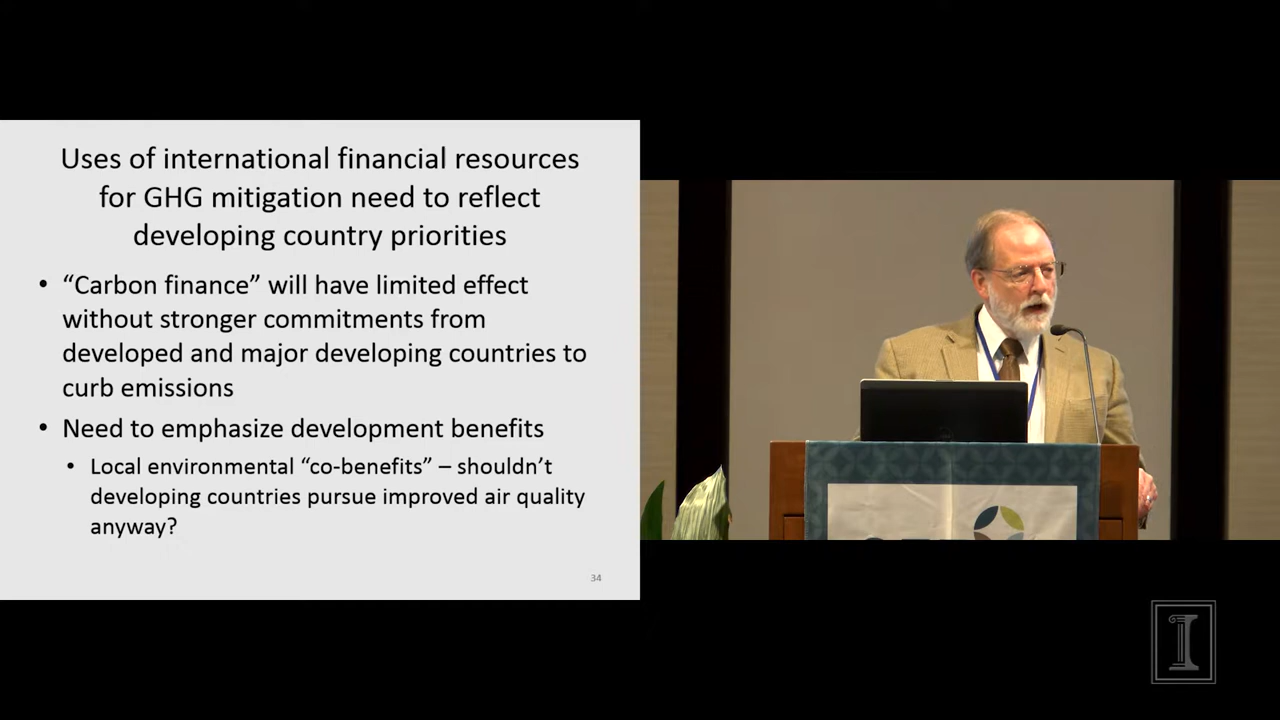 Uses of international financial resources
for GHG mitigation need to reflect
developing country priorities
• “Carbon finance” will have limited effect
without stronger commitments from
developed and major developing countries to
curb emissions
• Need to emphasize development benefits
• Local environmental “co-benefits” – shouldn’t
developing countries pursue improved air quality
anyway?
34
I